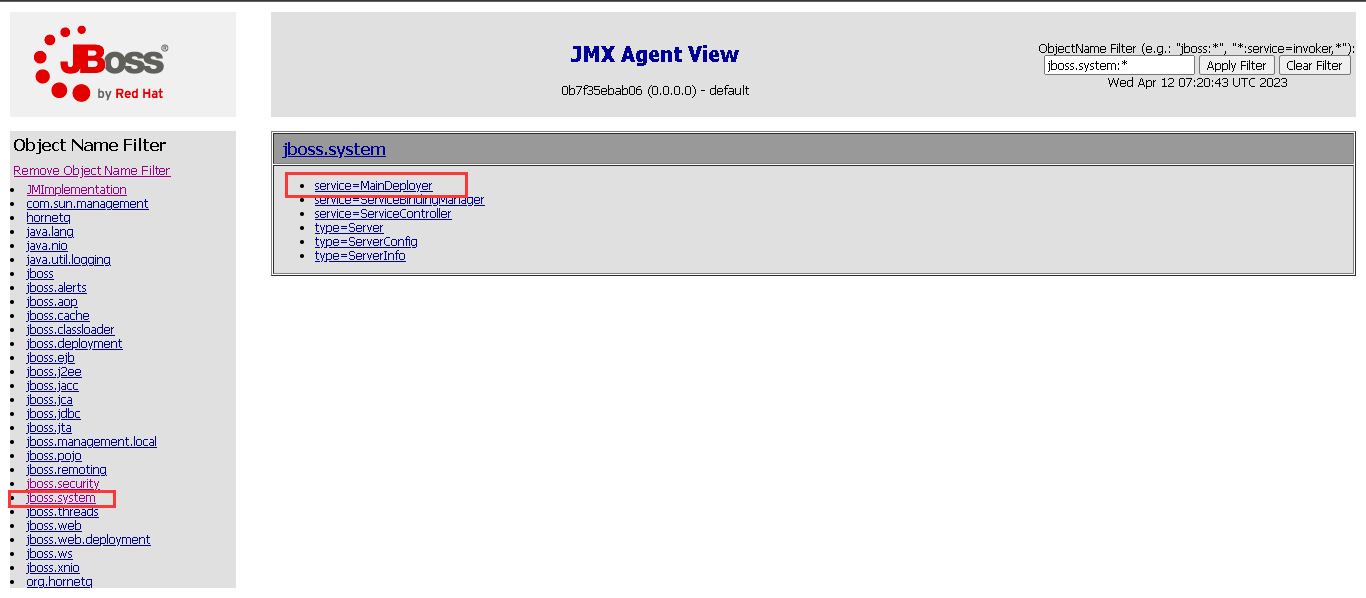 JBoss®
by Red Hat
JMX Agent View
0b7f35ebab06 (0.0.0.0) - default
ObjectName Filter (e.g.: "jboss:*", "*:service=invoker,*"):
jboss.system:* Apply Filter Clear Filter
Wed Apr 12 07:20:43 UTC 2023
Object Name Filter
Remove Object Name Filter
JMImplementation
com.sun.management
hornetq
java.lang
java.nio
java.util.logging
jboss
jboss.alerts
jboss.aop
jboss.cache
jboss.classloader
jboss.deployment
jboss.ejb
jboss.j2ee
jboss.jacc
jboss.jca
jboss.jdbc
jboss.jta
jboss.management.local
jboss.pojo
jboss.remoting
jboss.security
jboss.system
jboss.threads
jboss.web
jboss.web.deployment
jboss.ws
jboss.xnio
org.hornetq
jboss.system
service=MainDeployer
service=ServiceBindingManager
service=ServiceController
type=Server
type=ServerConfig
type=ServerInfo